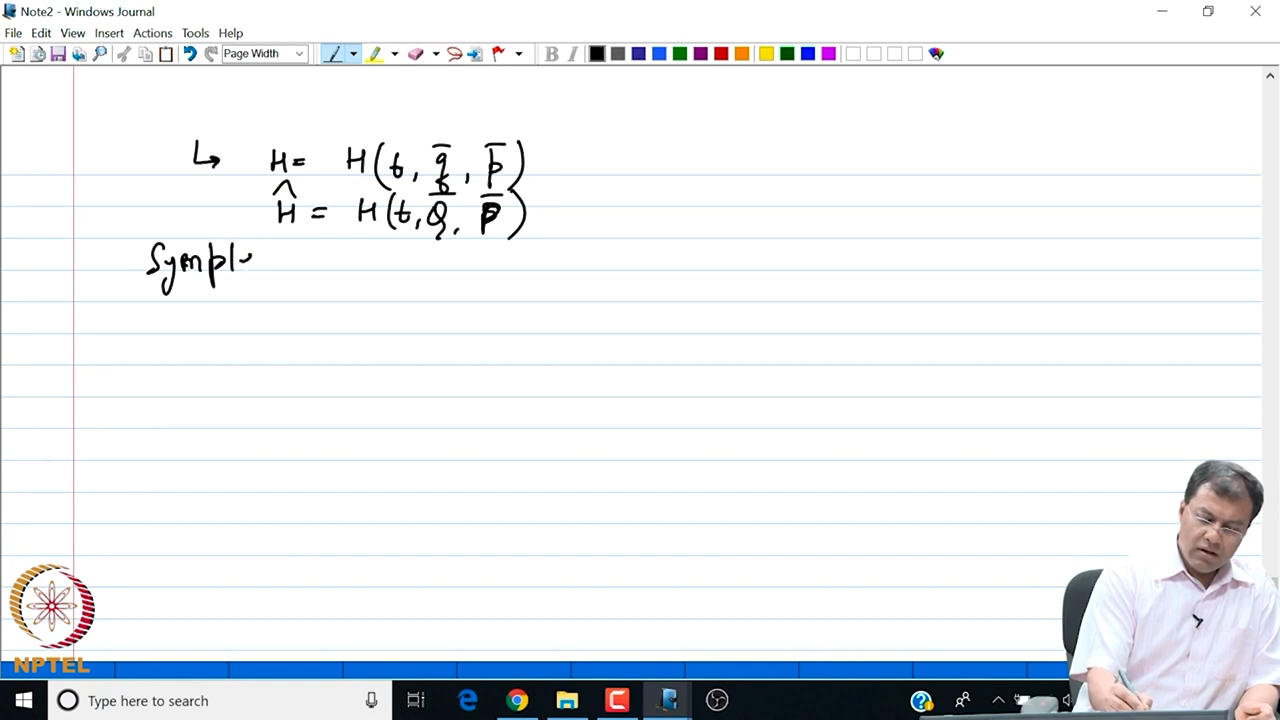 Note2 - Windows Journal
File Edit View Insert Actions Tools Help
Page Width
B I
↳ H = H(t, q̅, p̅)
Ĥ = H(t, Q̅, P̅)
Symple
NPTEL
Type here to search